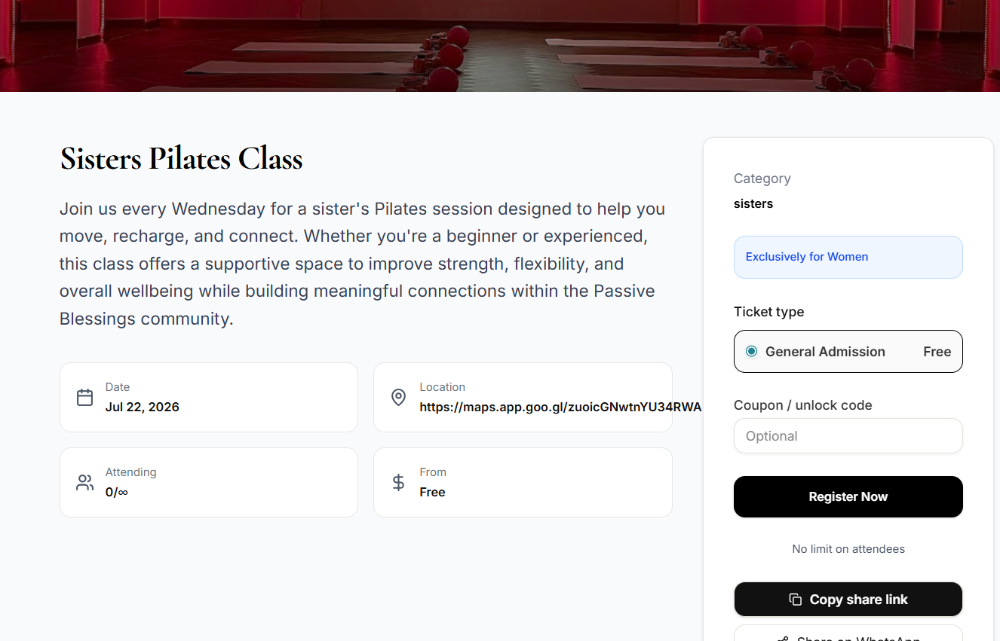 Sisters Pilates Class
Join us every Wednesday for a sister's Pilates session designed to help you
move, recharge, and connect. Whether you're a beginner or experienced,
this class offers a supportive space to improve strength, flexibility, and
overall wellbeing while building meaningful connections within the Passive
Blessings community.
Date
Jul 22, 2026
Location
https://maps.app.goo.gl/zuoicGNwtnYU34RWA
Attending
0/∞
From
Free
Category
sisters
Exclusively for Women
Ticket type
General Admission Free
Coupon / unlock code
Optional
Register Now
No limit on attendees
Copy share link
Share on WhatsApp